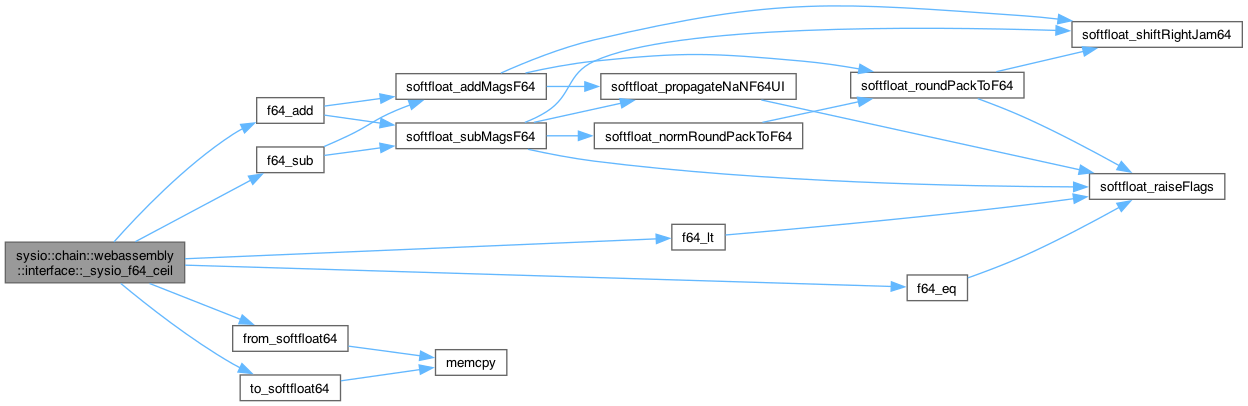 sysio::chain::webassembly
::interface::_sysio_f64_ceil
f64_add
f64_sub
softfloat_addMagsF64
softfloat_subMagsF64
softfloat_propagateNaNF64UI
softfloat_normRoundPackToF64
softfloat_roundPackToF64
softfloat_shiftRightJam64
softfloat_raiseFlags
f64_lt
f64_eq
from_softfloat64
to_softfloat64
memcpy